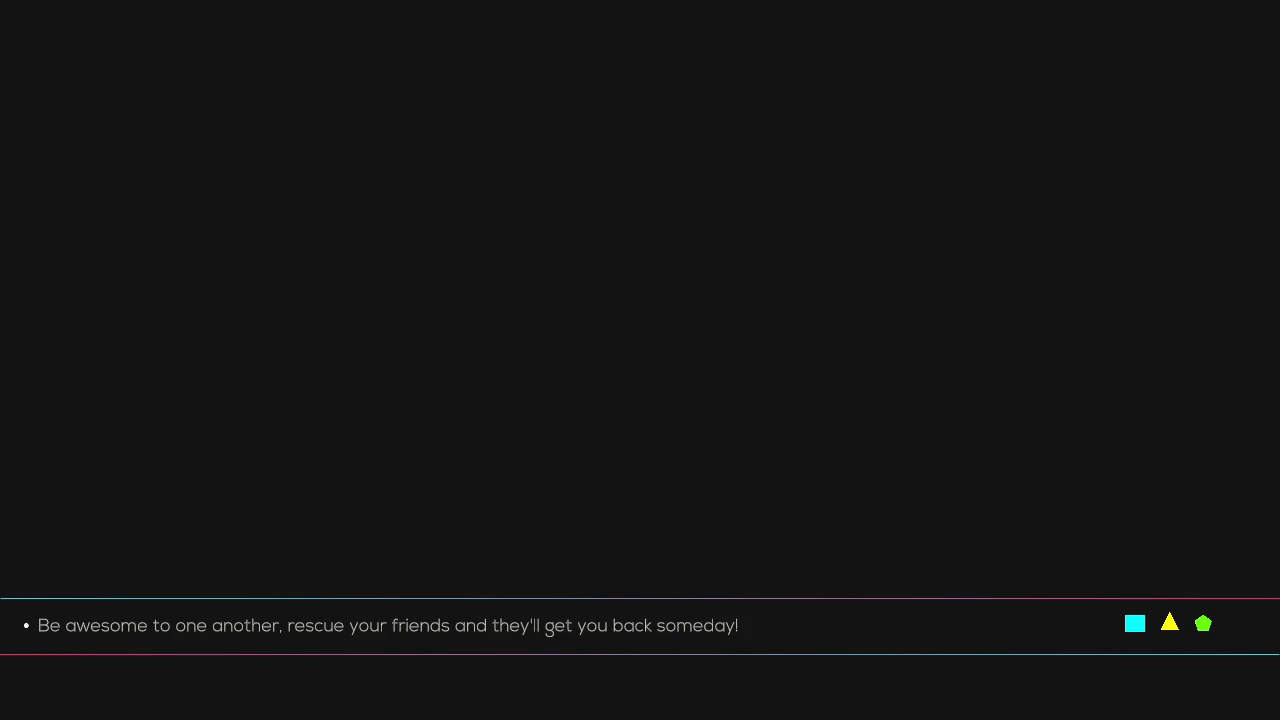 • Be awesome to one another, rescue your friends and they'll get you back someday!